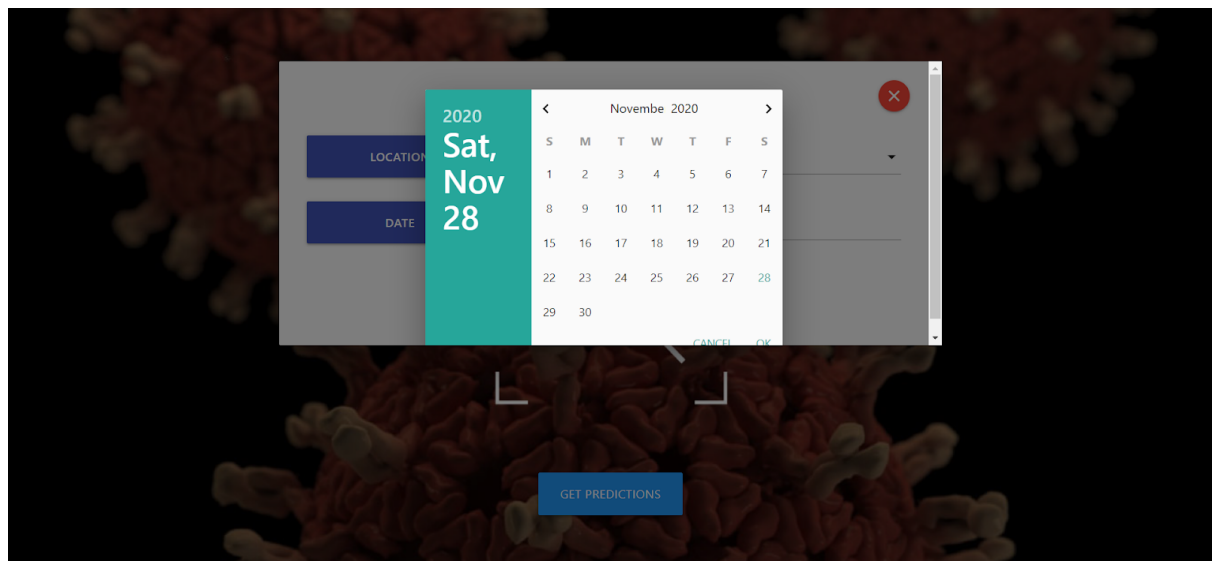 2020
Sat,
Nov
28
Novembe 2020
S M T W T F S
1 2 3 4 5 6 7
8 9 10 11 12 13 14
15 16 17 18 19 20 21
22 23 24 25 26 27 28
29 30
CANCEL OK
LOCATION
DATE
GET PREDICTIONS